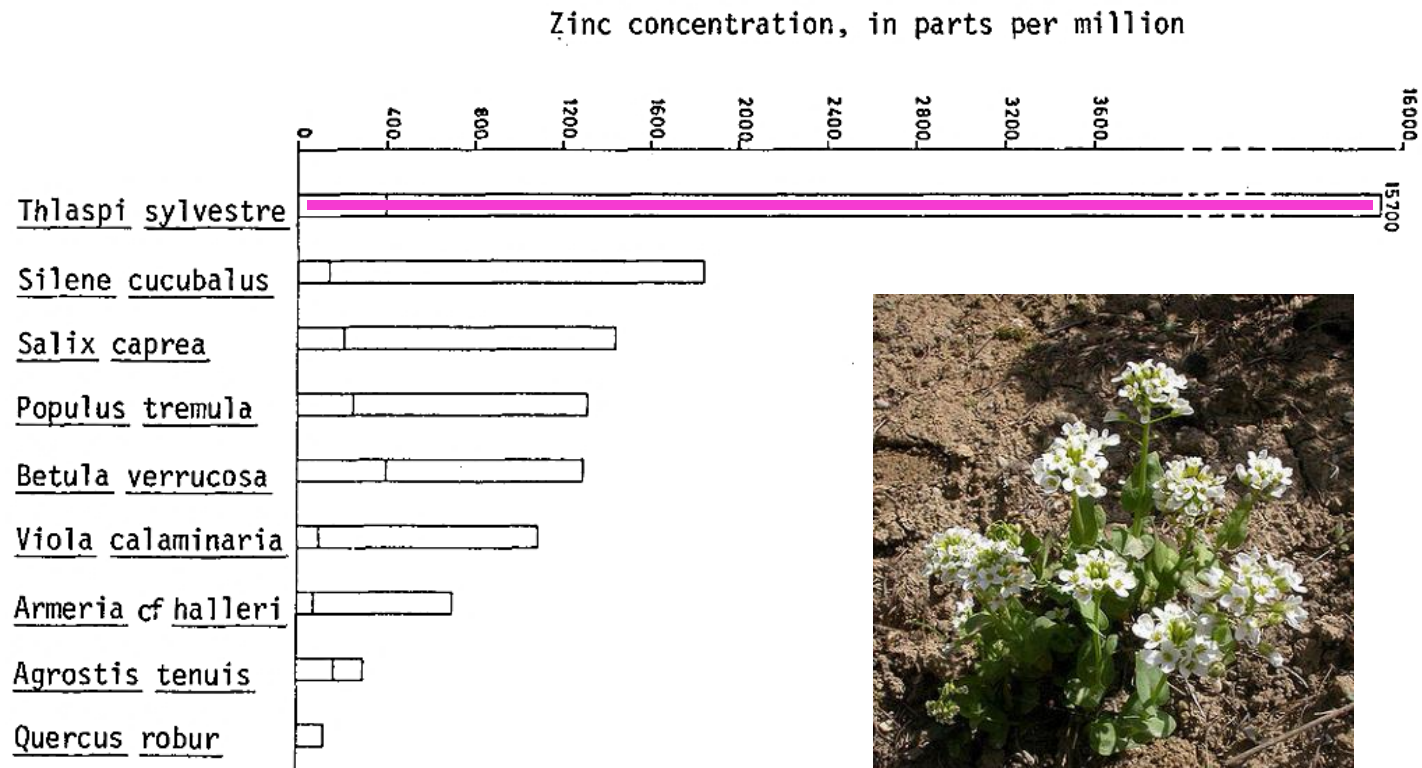 Zinc concentration, in parts per million
0 400 800 1200 1600 2000 2400 2800 3200 3600 16000
Thlaspi sylvestre 15700
Silene cucubalus
Salix caprea
Populus tremula
Betula verrucosa
Viola calaminaria
Armeria cf halleri
Agrostis tenuis
Quercus robur